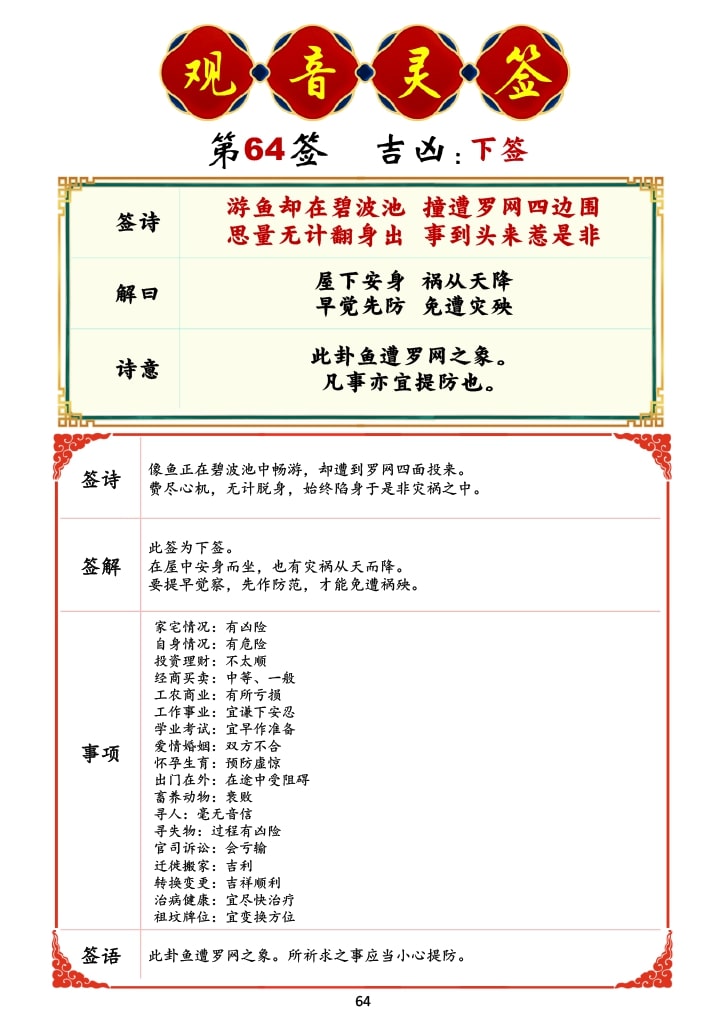 观音灵签
第64签 吉凶：下签
签诗
游鱼却在碧波池 撞遭罗网四边围
思量无计翻身出 事到头来惹是非
解曰
屋下安身 祸从天降
早觉先防 免遭灾殃
诗意
此卦鱼遭罗网之象。
凡事亦宜提防也。
签诗
像鱼正在碧波池中畅游，却遭到罗网四面投来。
费尽心机，无计脱身，始终陷身于是非灾祸之中。
签解
此签为下签。
在屋中安身而坐，也有灾祸从天而降。
要提早觉察，先作防范，才能免遭祸殃。
事项
家宅情况：有凶险
自身情况：有危险
投资理财：不太顺
经商买卖：中等、一般
工农商业：有所亏损
工作事业：宜谦下安忍
学业考试：宜早作准备
爱情婚姻：双方不合
怀孕生育：预防虚惊
出门在外：在途中受阻碍
畜养动物：衰败
寻人：毫无音信
寻失物：过程有凶险
官司诉讼：会亏输
迁徙搬家：吉利
转换变更：吉祥顺利
治病健康：宜尽快治疗
祖坟牌位：宜变换方位
签语
此卦鱼遭罗网之象。所祈求之事应当小心提防。
64